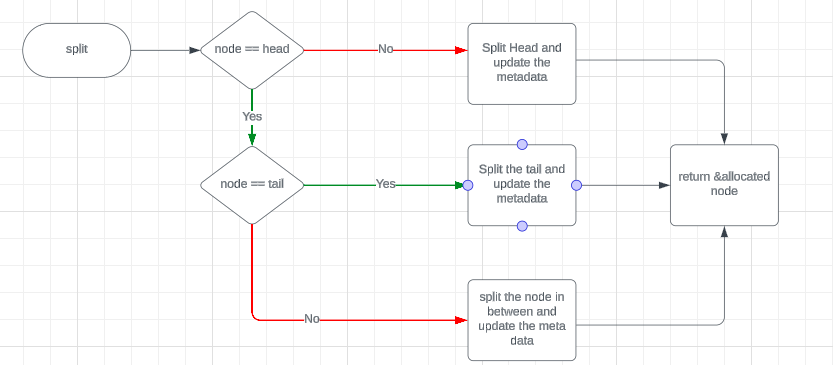 split
node == head
No
Split Head and
update the
metadata
Yes
node == tail
Yes
Split the tail and
update the
metadata
return &allocated
node
No
split the node in
between and
update the meta
data